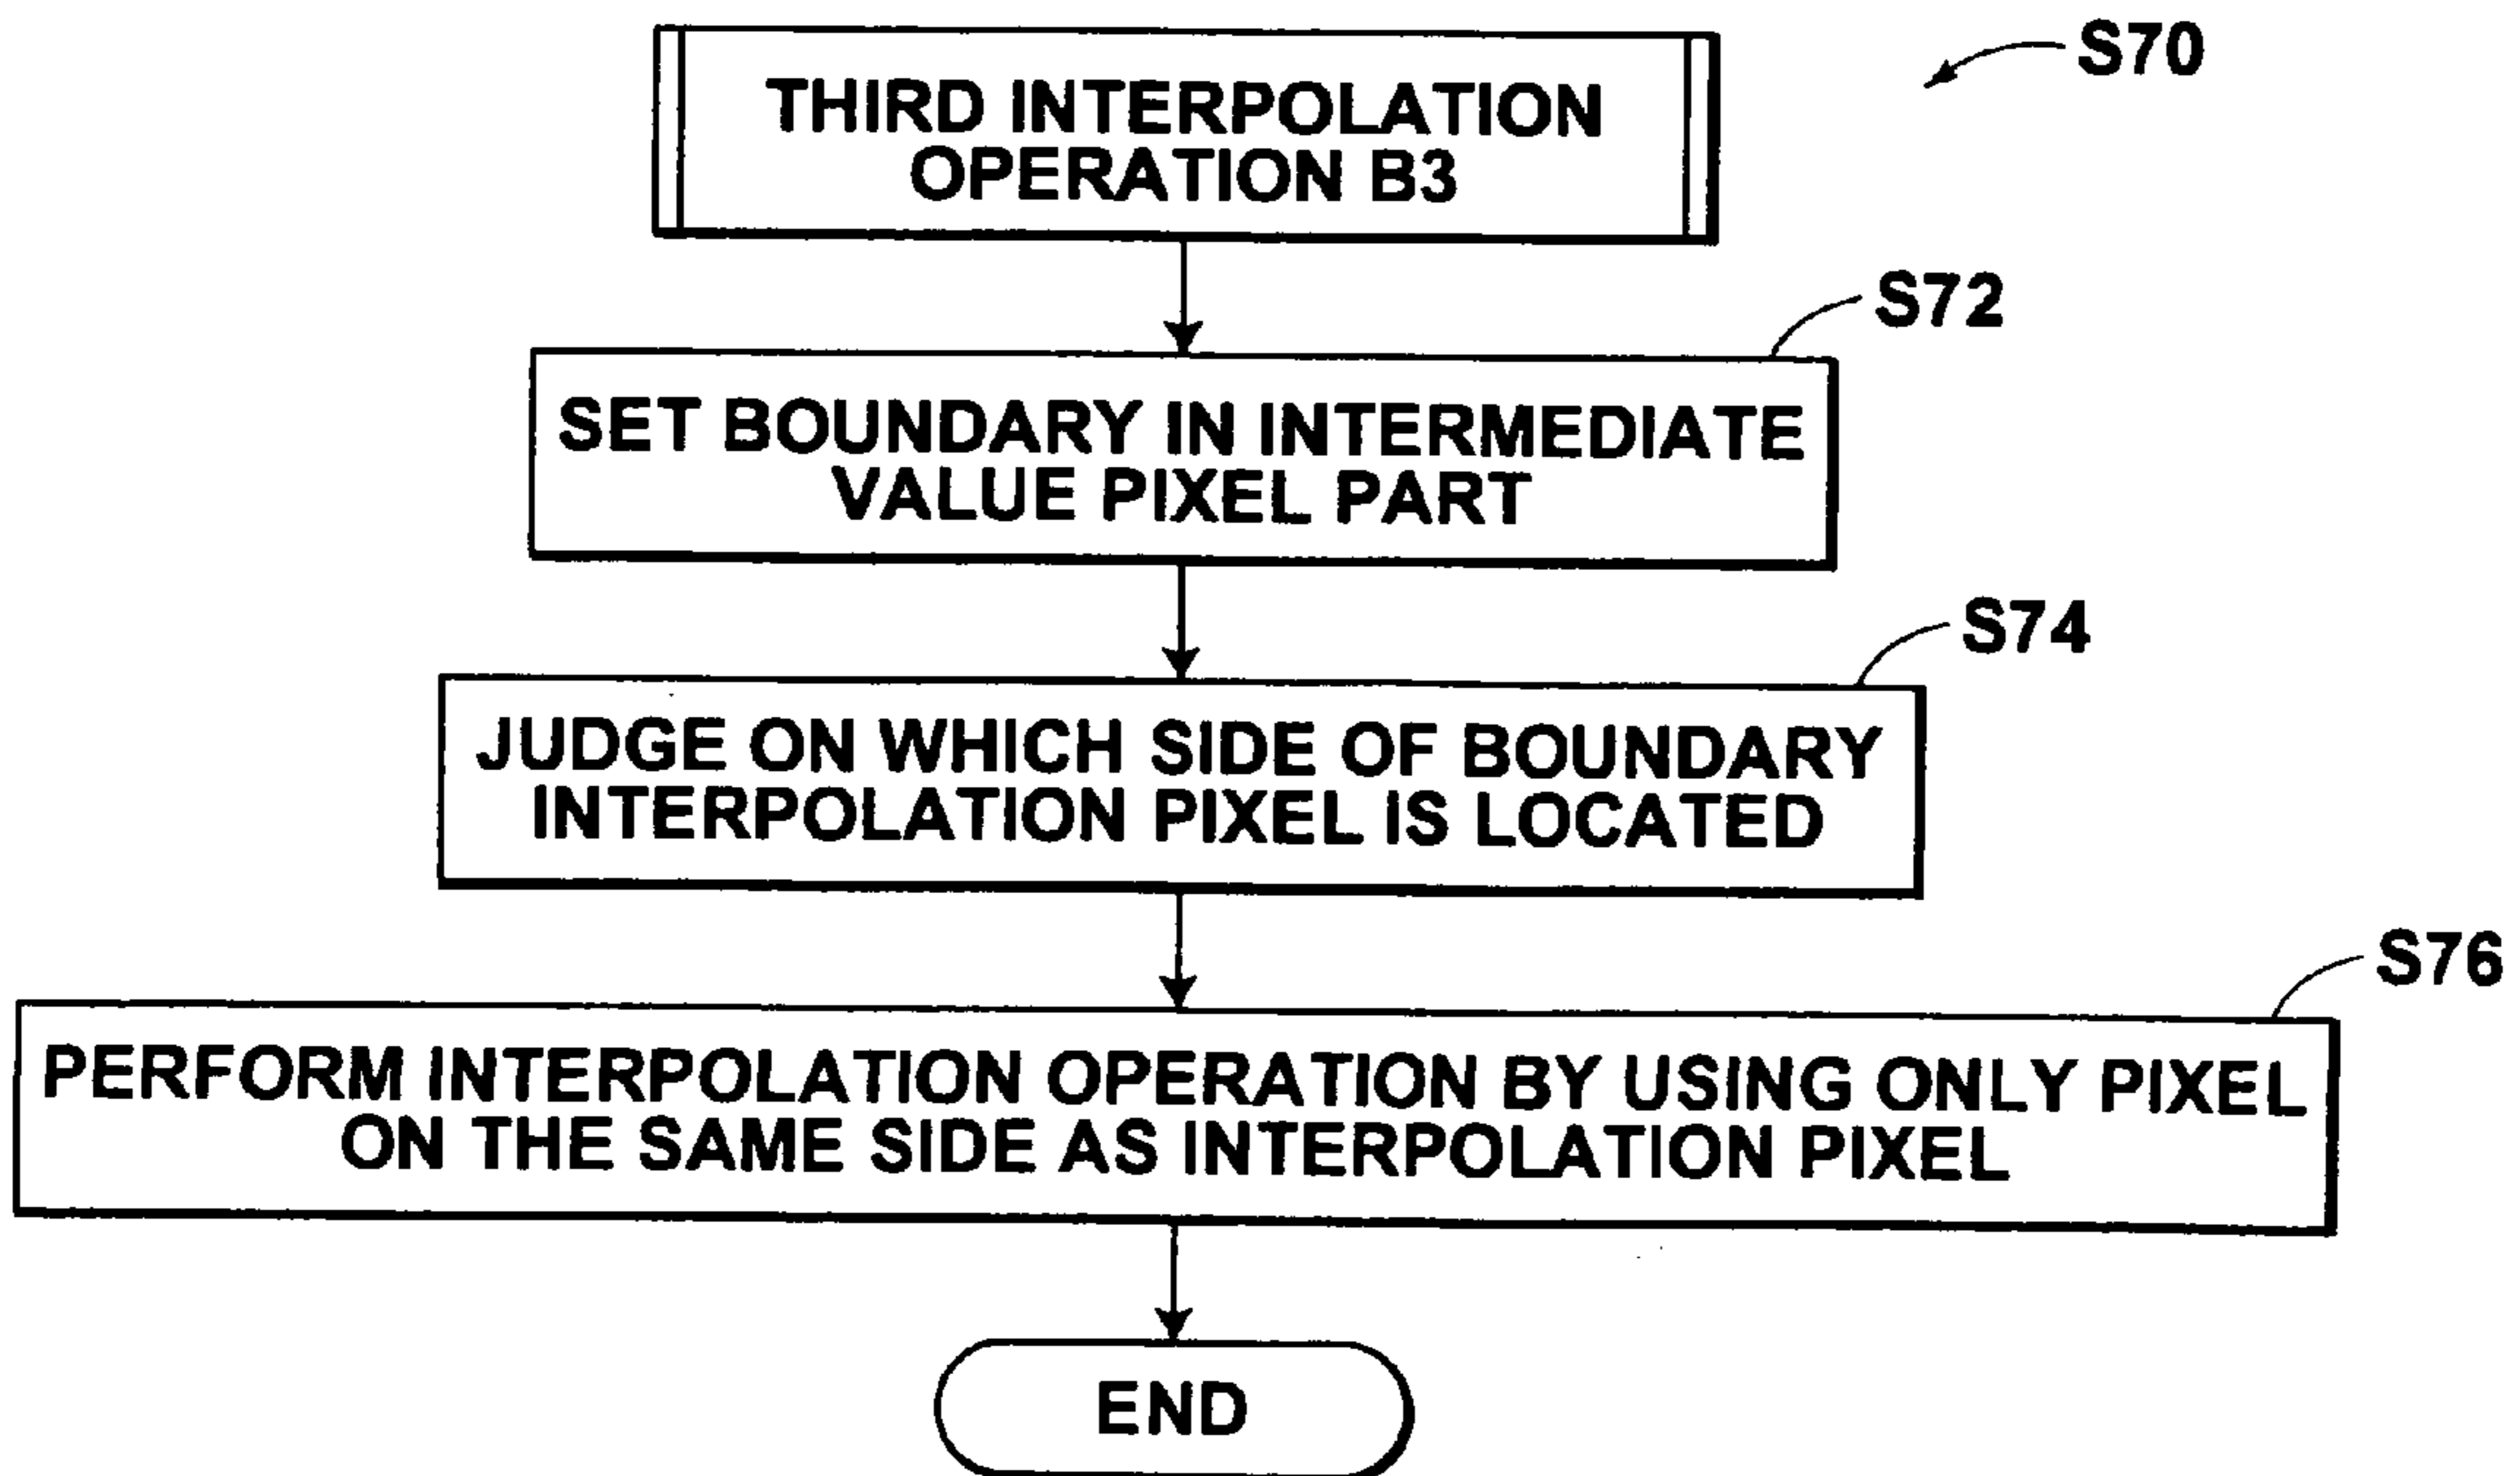 S70
THIRD INTERPOLATION
OPERATION B3
S72
SET BOUNDARY IN INTERMEDIATE
VALUE PIXEL PART
S74
JUDGE ON WHICH SIDE OF BOUNDARY
INTERPOLATION PIXEL IS LOCATED
S76
PERFORM INTERPOLATION OPERATION BY USING ONLY PIXEL
ON THE SAME SIDE AS INTERPOLATION PIXEL
END